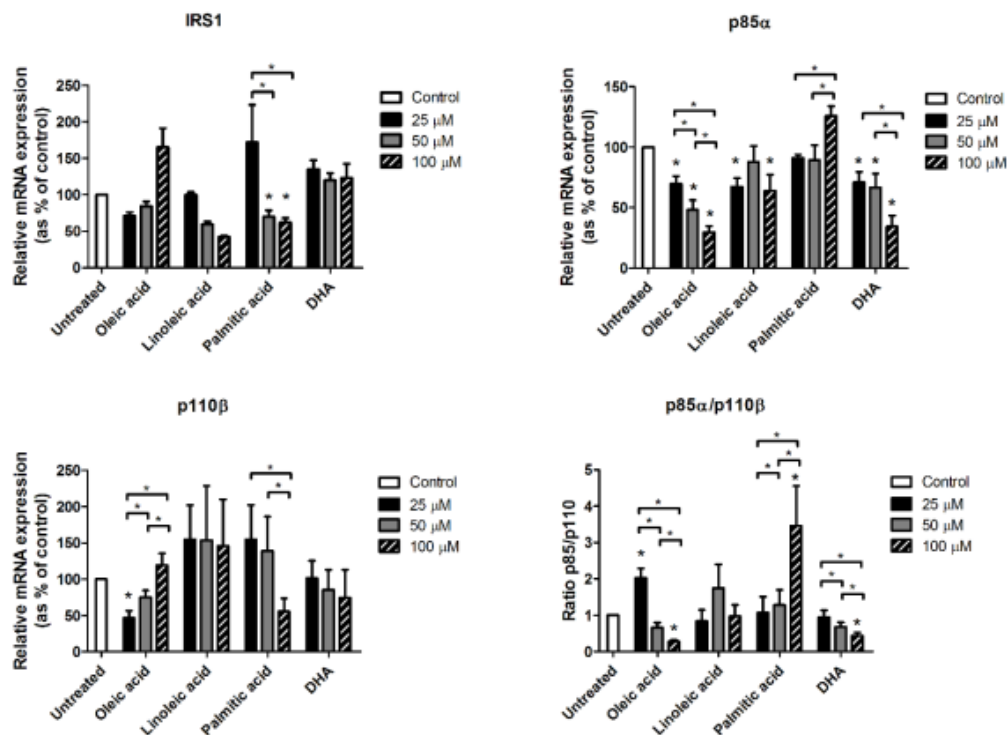 IRS1
Relative mRNA expression
(as % of control)
250
200
150
100
50
0
*
*
* *
Control
25 µM
50 µM
100 µM
Untreated
Oleic acid
Linoleic acid
Palmitic acid
DHA
p85α
Relative mRNA expression
(as % of control)
150
100
50
0
*
* *
* * *
* *
*
*
*
*
* * *
Control
25 µM
50 µM
100 µM
Untreated
Oleic acid
Linoleic acid
Palmitic acid
DHA
p110β
Relative mRNA expression
(as % of control)
250
200
150
100
50
0
*
* *
*
*
*
Control
25 µM
50 µM
100 µM
Untreated
Oleic acid
Linoleic acid
Palmitic acid
DHA
p85α/p110β
Ratio p85/p110
5
4
3
2
1
0
*
* *
* *
*
* *
*
*
* *
*
Control
25 µM
50 µM
100 µM
Untreated
Oleic acid
Linoleic acid
Palmitic acid
DHA